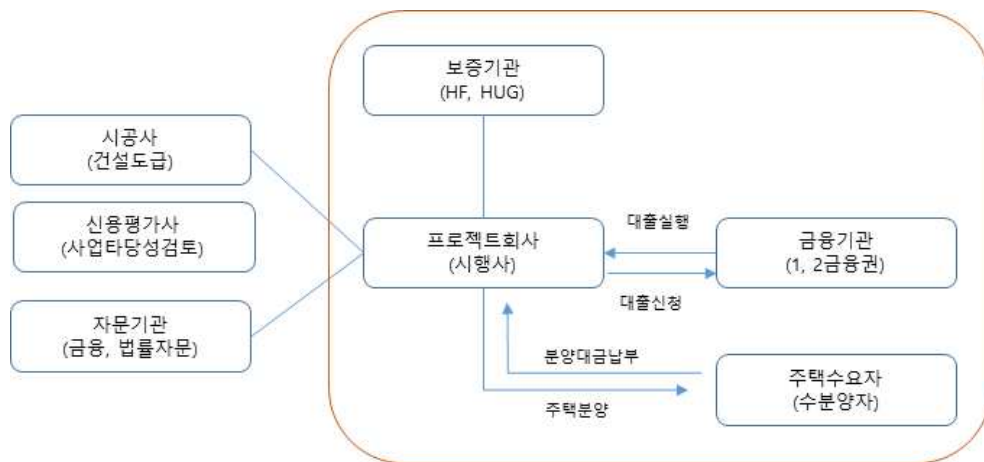 보증기관
(HF, HUG)
시공사
(건설도급)
신용평가사
(사업타당성검토)
프로젝트회사
(시행사)
대출실행
금융기관
(1, 2금융권)
대출신청
자문기관
(금융, 법률자문)
분양대금납부
주택수요자
(수분양자)
주택분양